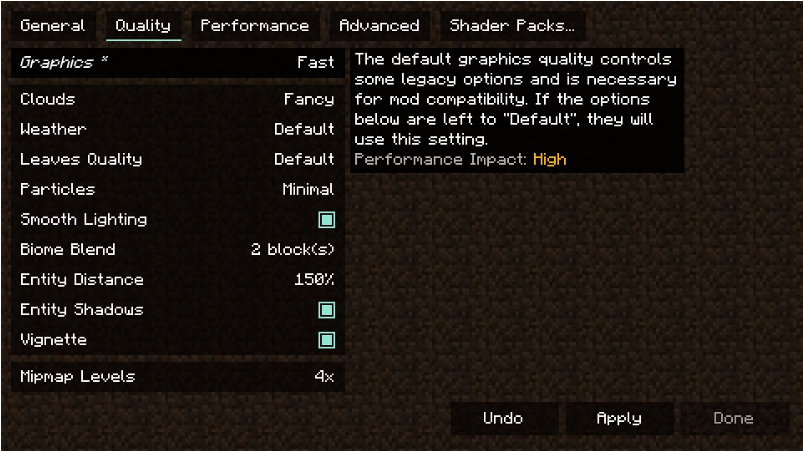 General Quality Performance Advanced Shader Packs...
Graphics * Fast
Clouds Fancy
Weather Default
Leaves Quality Default
Particles Minimal
Smooth Lighting
Biome Blend 2 block(s)
Entity Distance 150%
Entity Shadows
Vignette
Mipmap Levels 4x
The default graphics quality controls
some legacy options and is necessary
for mod compatibility. If the options
below are left to "Default", they will
use this setting.
Performance Impact: High
Undo Apply Done